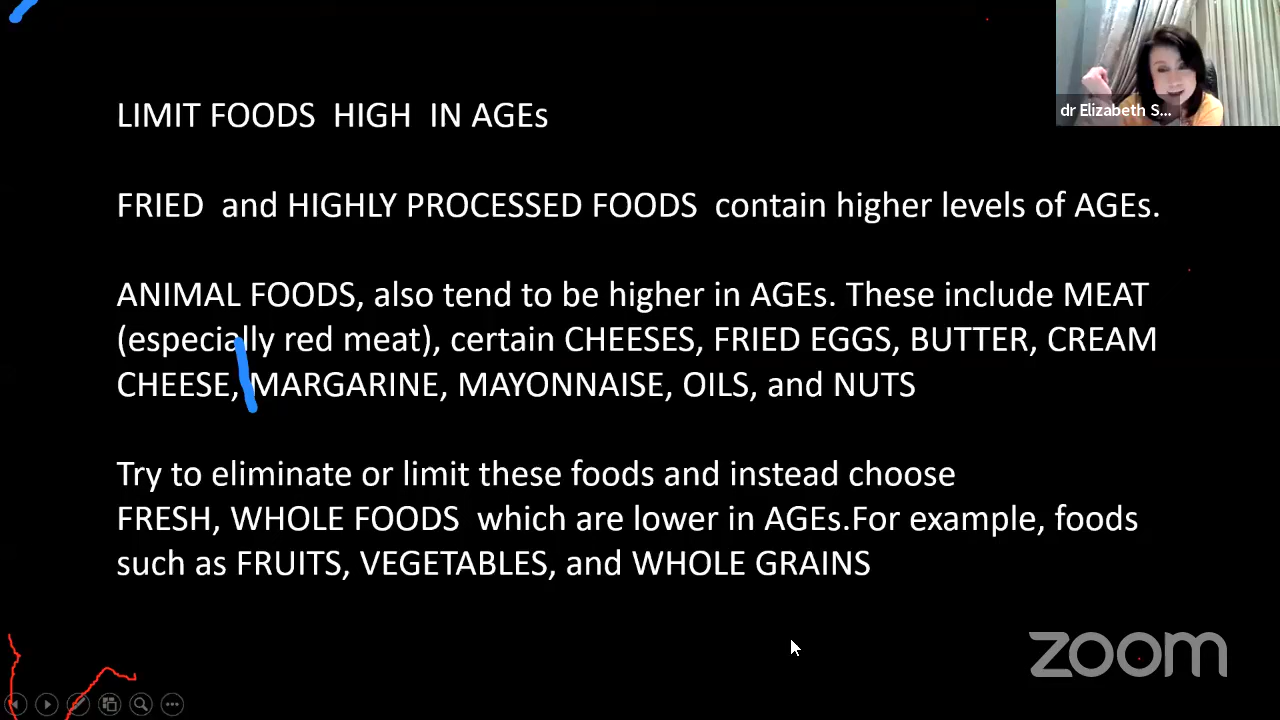 dr Elizabeth S...
LIMIT FOODS  HIGH  IN AGEs
FRIED  and HIGHLY PROCESSED FOODS  contain higher levels of AGEs.
ANIMAL FOODS, also tend to be higher in AGEs. These include MEAT
(especially red meat), certain CHEESES, FRIED EGGS, BUTTER, CREAM
CHEESE, MARGARINE, MAYONNAISE, OILS, and NUTS
Try to eliminate or limit these foods and instead choose
FRESH, WHOLE FOODS  which are lower in AGEs.For example, foods
such as FRUITS, VEGETABLES, and WHOLE GRAINS
zoom